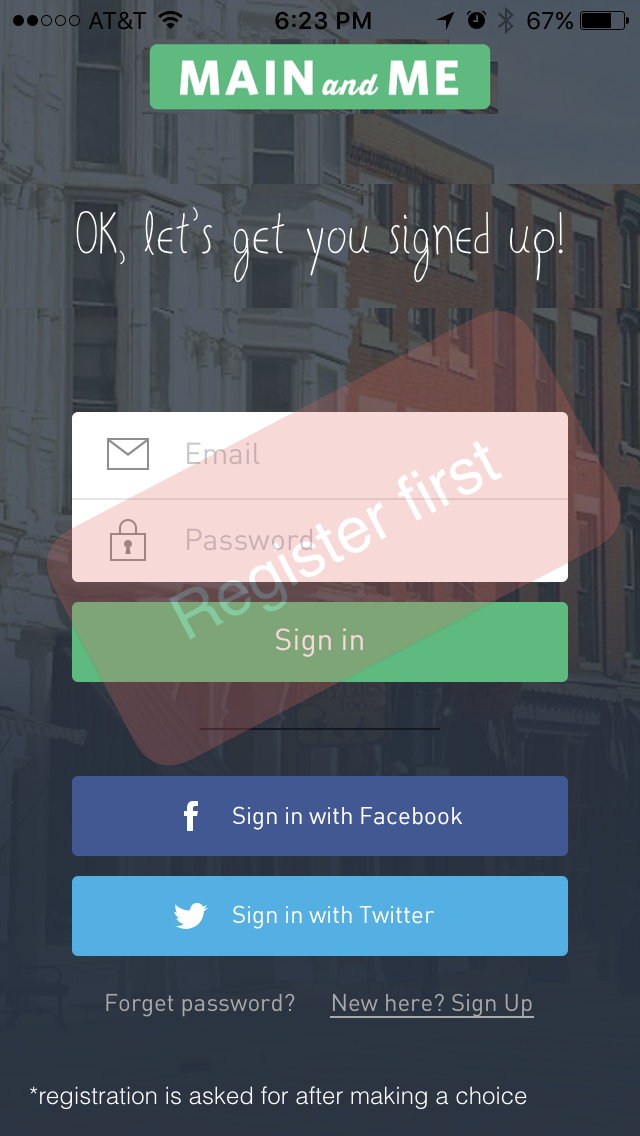 AT&T 6:23 PM 67%
MAIN and ME
OK, let's get you signed up!
Email
Password
Register first
Sign in
f Sign in with Facebook
Sign in with Twitter
Forget password? New here? Sign Up
*registration is asked for after making a choice